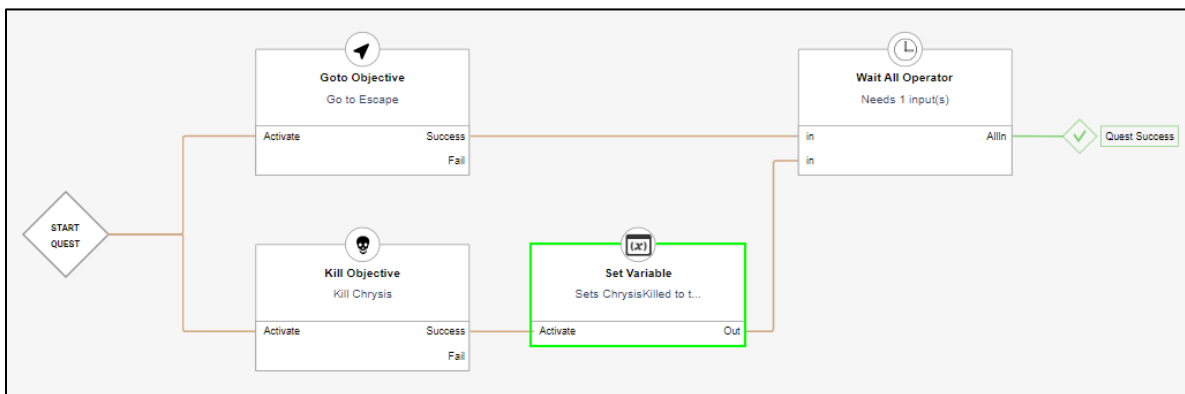 Goto Objective
Go to Escape
Activate
Success
Fail
Wait All Operator
Needs 1 input(s)
in
AllIn
in
Quest Success
START
QUEST
Kill Objective
Kill Chrysis
Activate
Success
Fail
(x)
Set Variable
Sets ChrysisKilled to t...
Activate
Out